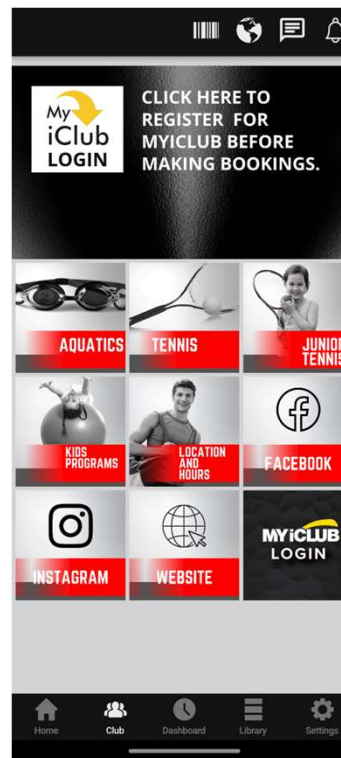 My
iClub
LOGIN
CLICK HERE TO
REGISTER FOR
MYICLUB BEFORE
MAKING BOOKINGS.
AQUATICS
TENNIS
JUNIOR
TENNIS
KIDS
PROGRAMS
LOCATION
AND
HOURS
FACEBOOK
INSTAGRAM
WEBSITE
MYiCLUB
LOGIN
Home
Club
Dashboard
Library
Settings